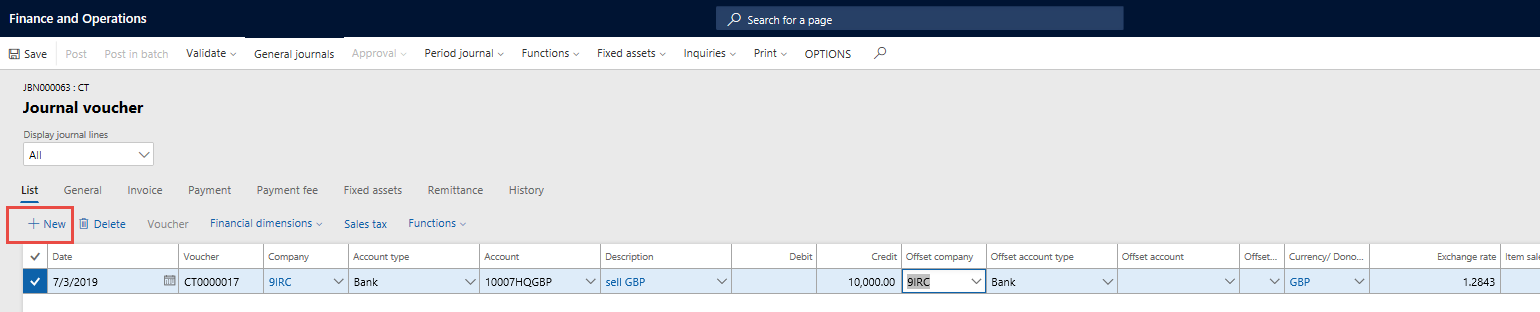 Finance and Operations Search for a page
Save Post Post in batch Validate General journals Approval Period journal Functions Fixed assets Inquiries Print OPTIONS
JBN000063 : CT
Journal voucher
Display journal lines
All
List General Invoice Payment Payment fee Fixed assets Remittance History
New Delete Voucher Financial dimensions Sales tax Functions
Date Voucher Company Account type Account Description Debit Credit Offset company Offset account type Offset account Offset... Currency/ Dono... Exchange rate Item sale
7/3/2019 CT0000017 9IRC Bank 10007HQGBP sell GBP 10,000.00 9IRC Bank GBP 1.2843